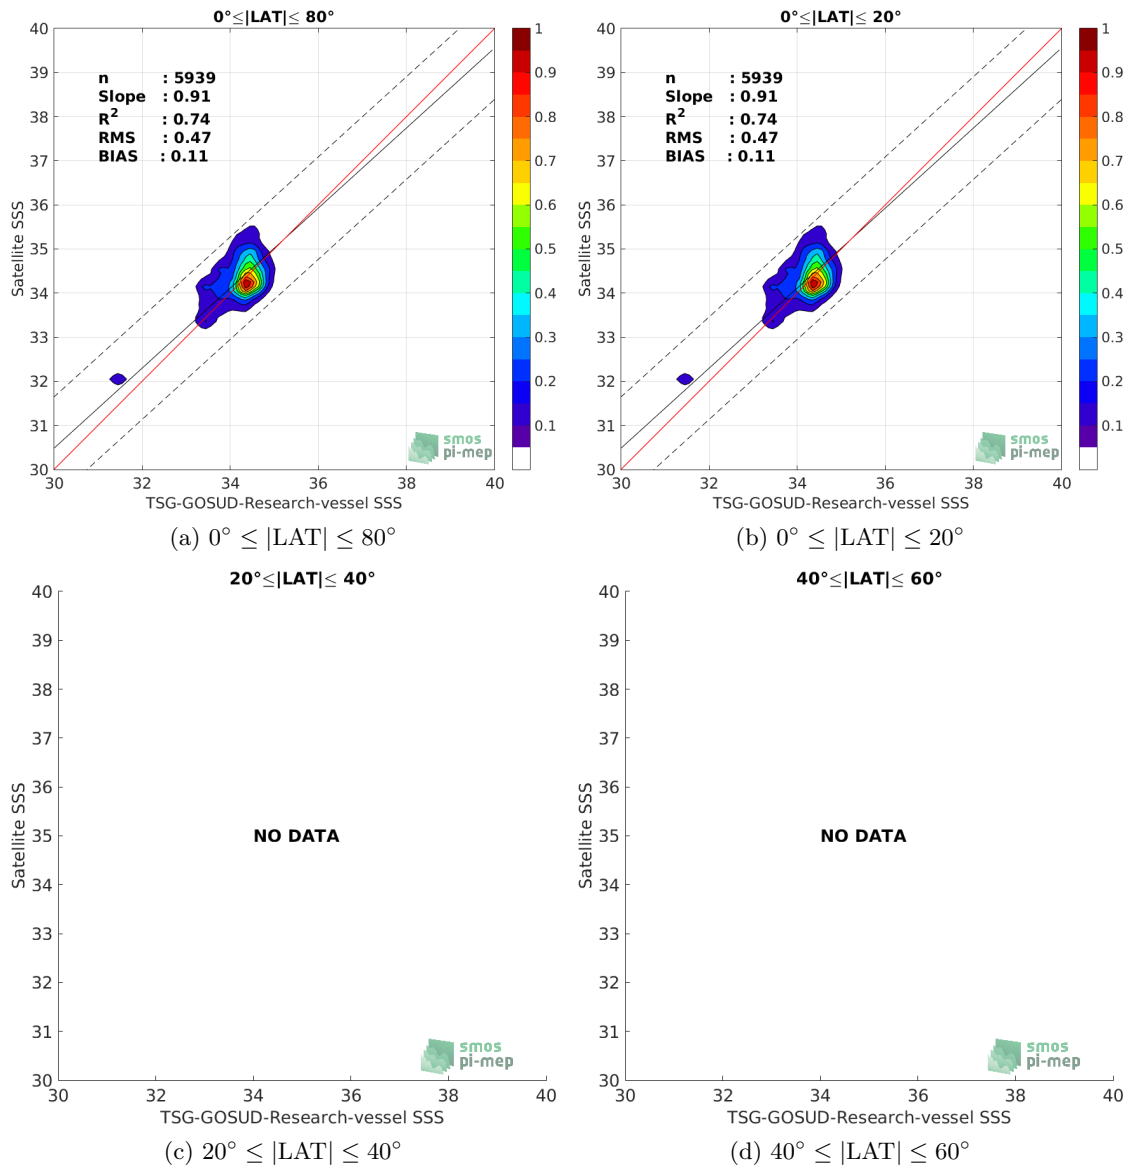 0°≤|LAT|≤ 80°
40
39
38
37
36
35
34
33
32
31
30
Satellite SSS
n : 5939
Slope : 0.91
R2 : 0.74
RMS : 0.47
BIAS : 0.11
smos
pi-mep
30 32 34 36 38 40
TSG-GOSUD-Research-vessel SSS
1
0.9
0.8
0.7
0.6
0.5
0.4
0.3
0.2
0.1
(a) 0° ≤ |LAT| ≤ 80°
0°≤|LAT|≤ 20°
40
39
38
37
36
35
34
33
32
31
30
Satellite SSS
n : 5939
Slope : 0.91
R2 : 0.74
RMS : 0.47
BIAS : 0.11
smos
pi-mep
30 32 34 36 38 40
TSG-GOSUD-Research-vessel SSS
1
0.9
0.8
0.7
0.6
0.5
0.4
0.3
0.2
0.1
(b) 0° ≤ |LAT| ≤ 20°
20°≤|LAT|≤ 40°
40
39
38
37
36
35
34
33
32
31
30
Satellite SSS
NO DATA
smos
pi-mep
30 32 34 36 38 40
TSG-GOSUD-Research-vessel SSS
(c) 20° ≤ |LAT| ≤ 40°
40°≤|LAT|≤ 60°
40
39
38
37
36
35
34
33
32
31
30
Satellite SSS
NO DATA
smos
pi-mep
30 32 34 36 38 40
TSG-GOSUD-Research-vessel SSS
(d) 40° ≤ |LAT| ≤ 60°